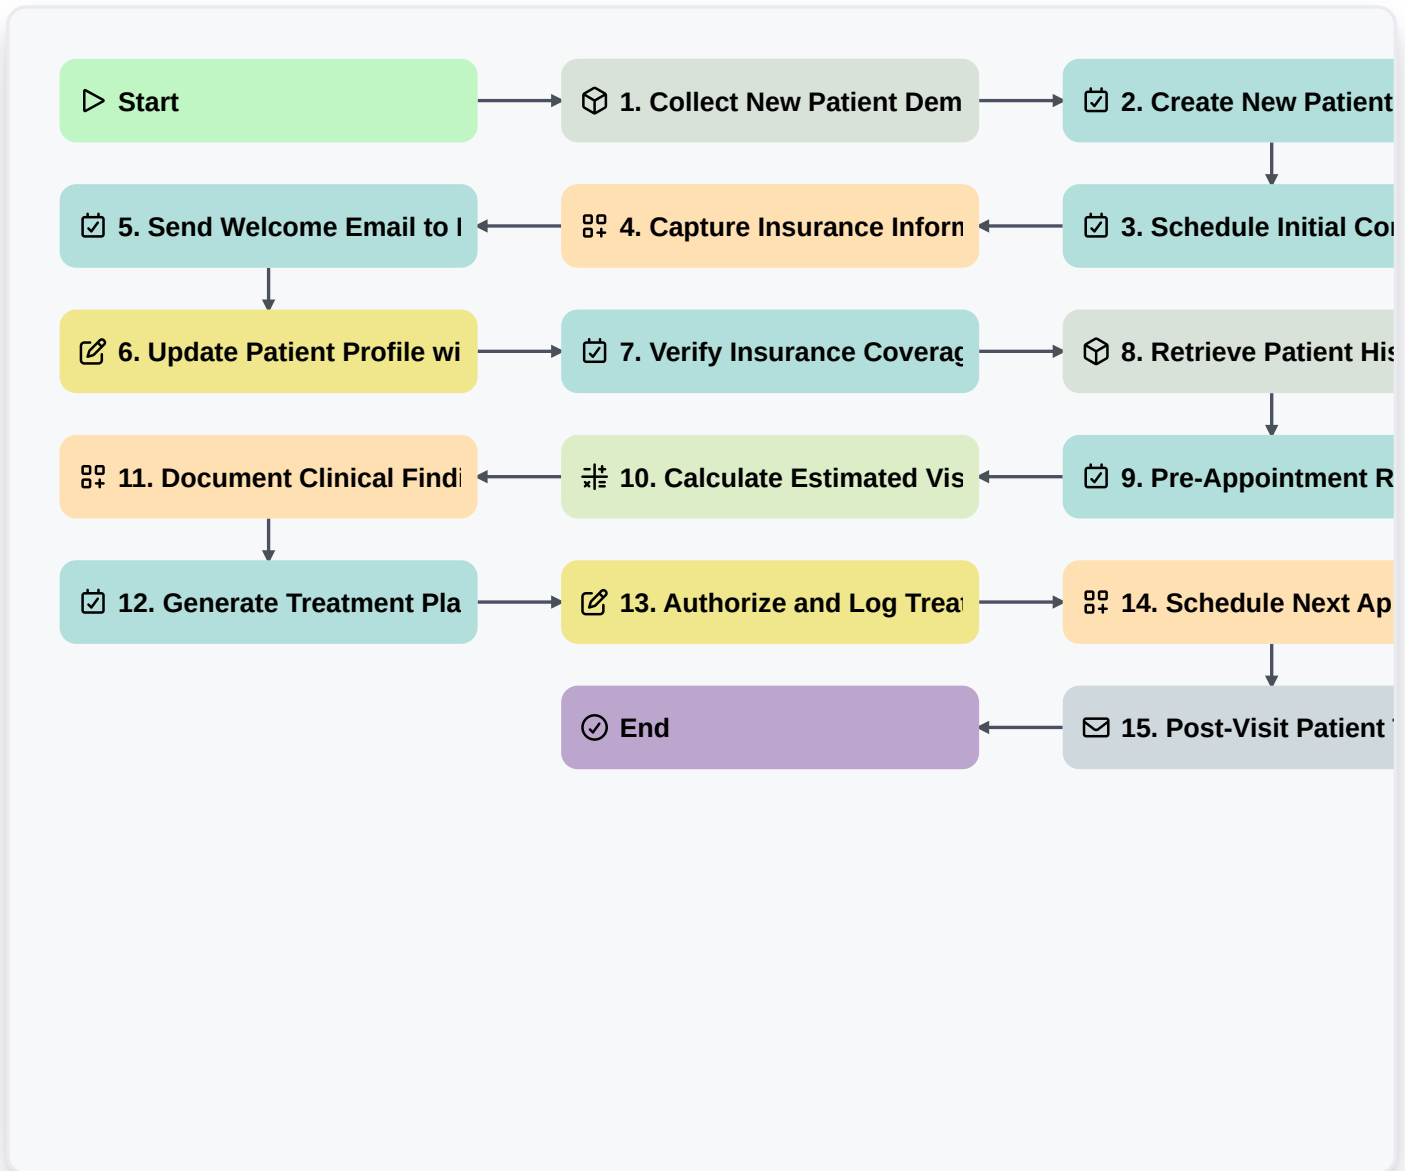 Start
1. Collect New Patient Dem
2. Create New Patient
5. Send Welcome Email to
4. Capture Insurance Inform
3. Schedule Initial Con
6. Update Patient Profile wi
7. Verify Insurance Coverag
8. Retrieve Patient His
11. Document Clinical Findi
10. Calculate Estimated Vis
9. Pre-Appointment R
12. Generate Treatment Pla
13. Authorize and Log Treat
14. Schedule Next Ap
End
15. Post-Visit Patient